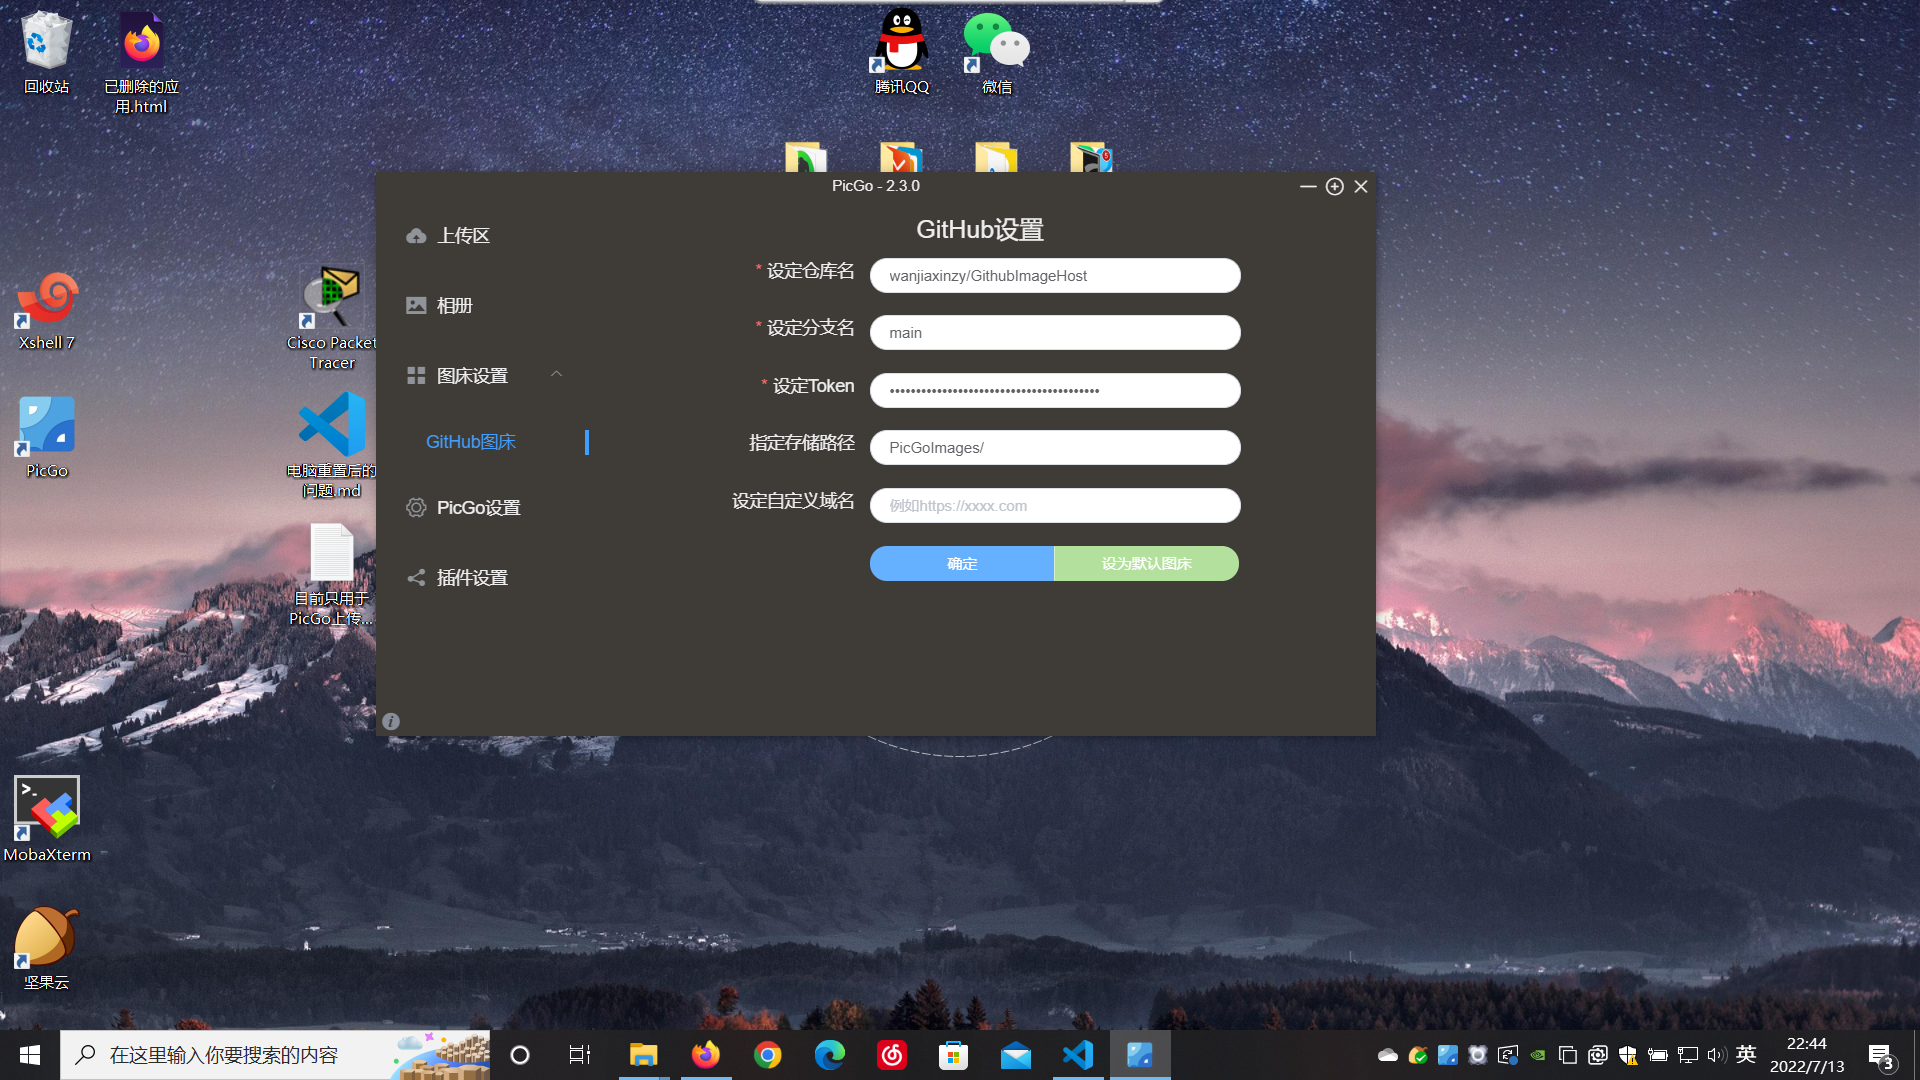 回收站
已删除的应
用.html
腾讯QQ
微信
Xshell 7
Cisco Packet
Tracer
PicGo
电脑重置后的
问题.md
目前只用于
PicGo上传...
MobaXterm
坚果云
PicGo - 2.3.0
上传区
相册
图床设置
GitHub图床
PicGo设置
插件设置
GitHub设置
* 设定仓库名
wanjiaxinzy/GithubImageHost
* 设定分支名
main
* 设定Token
指定存储路径
PicGoImages/
设定自定义域名
例如https://xxxx.com
确定
设为默认图床
在这里输入你要搜索的内容
英
22:44
2022/7/13
3